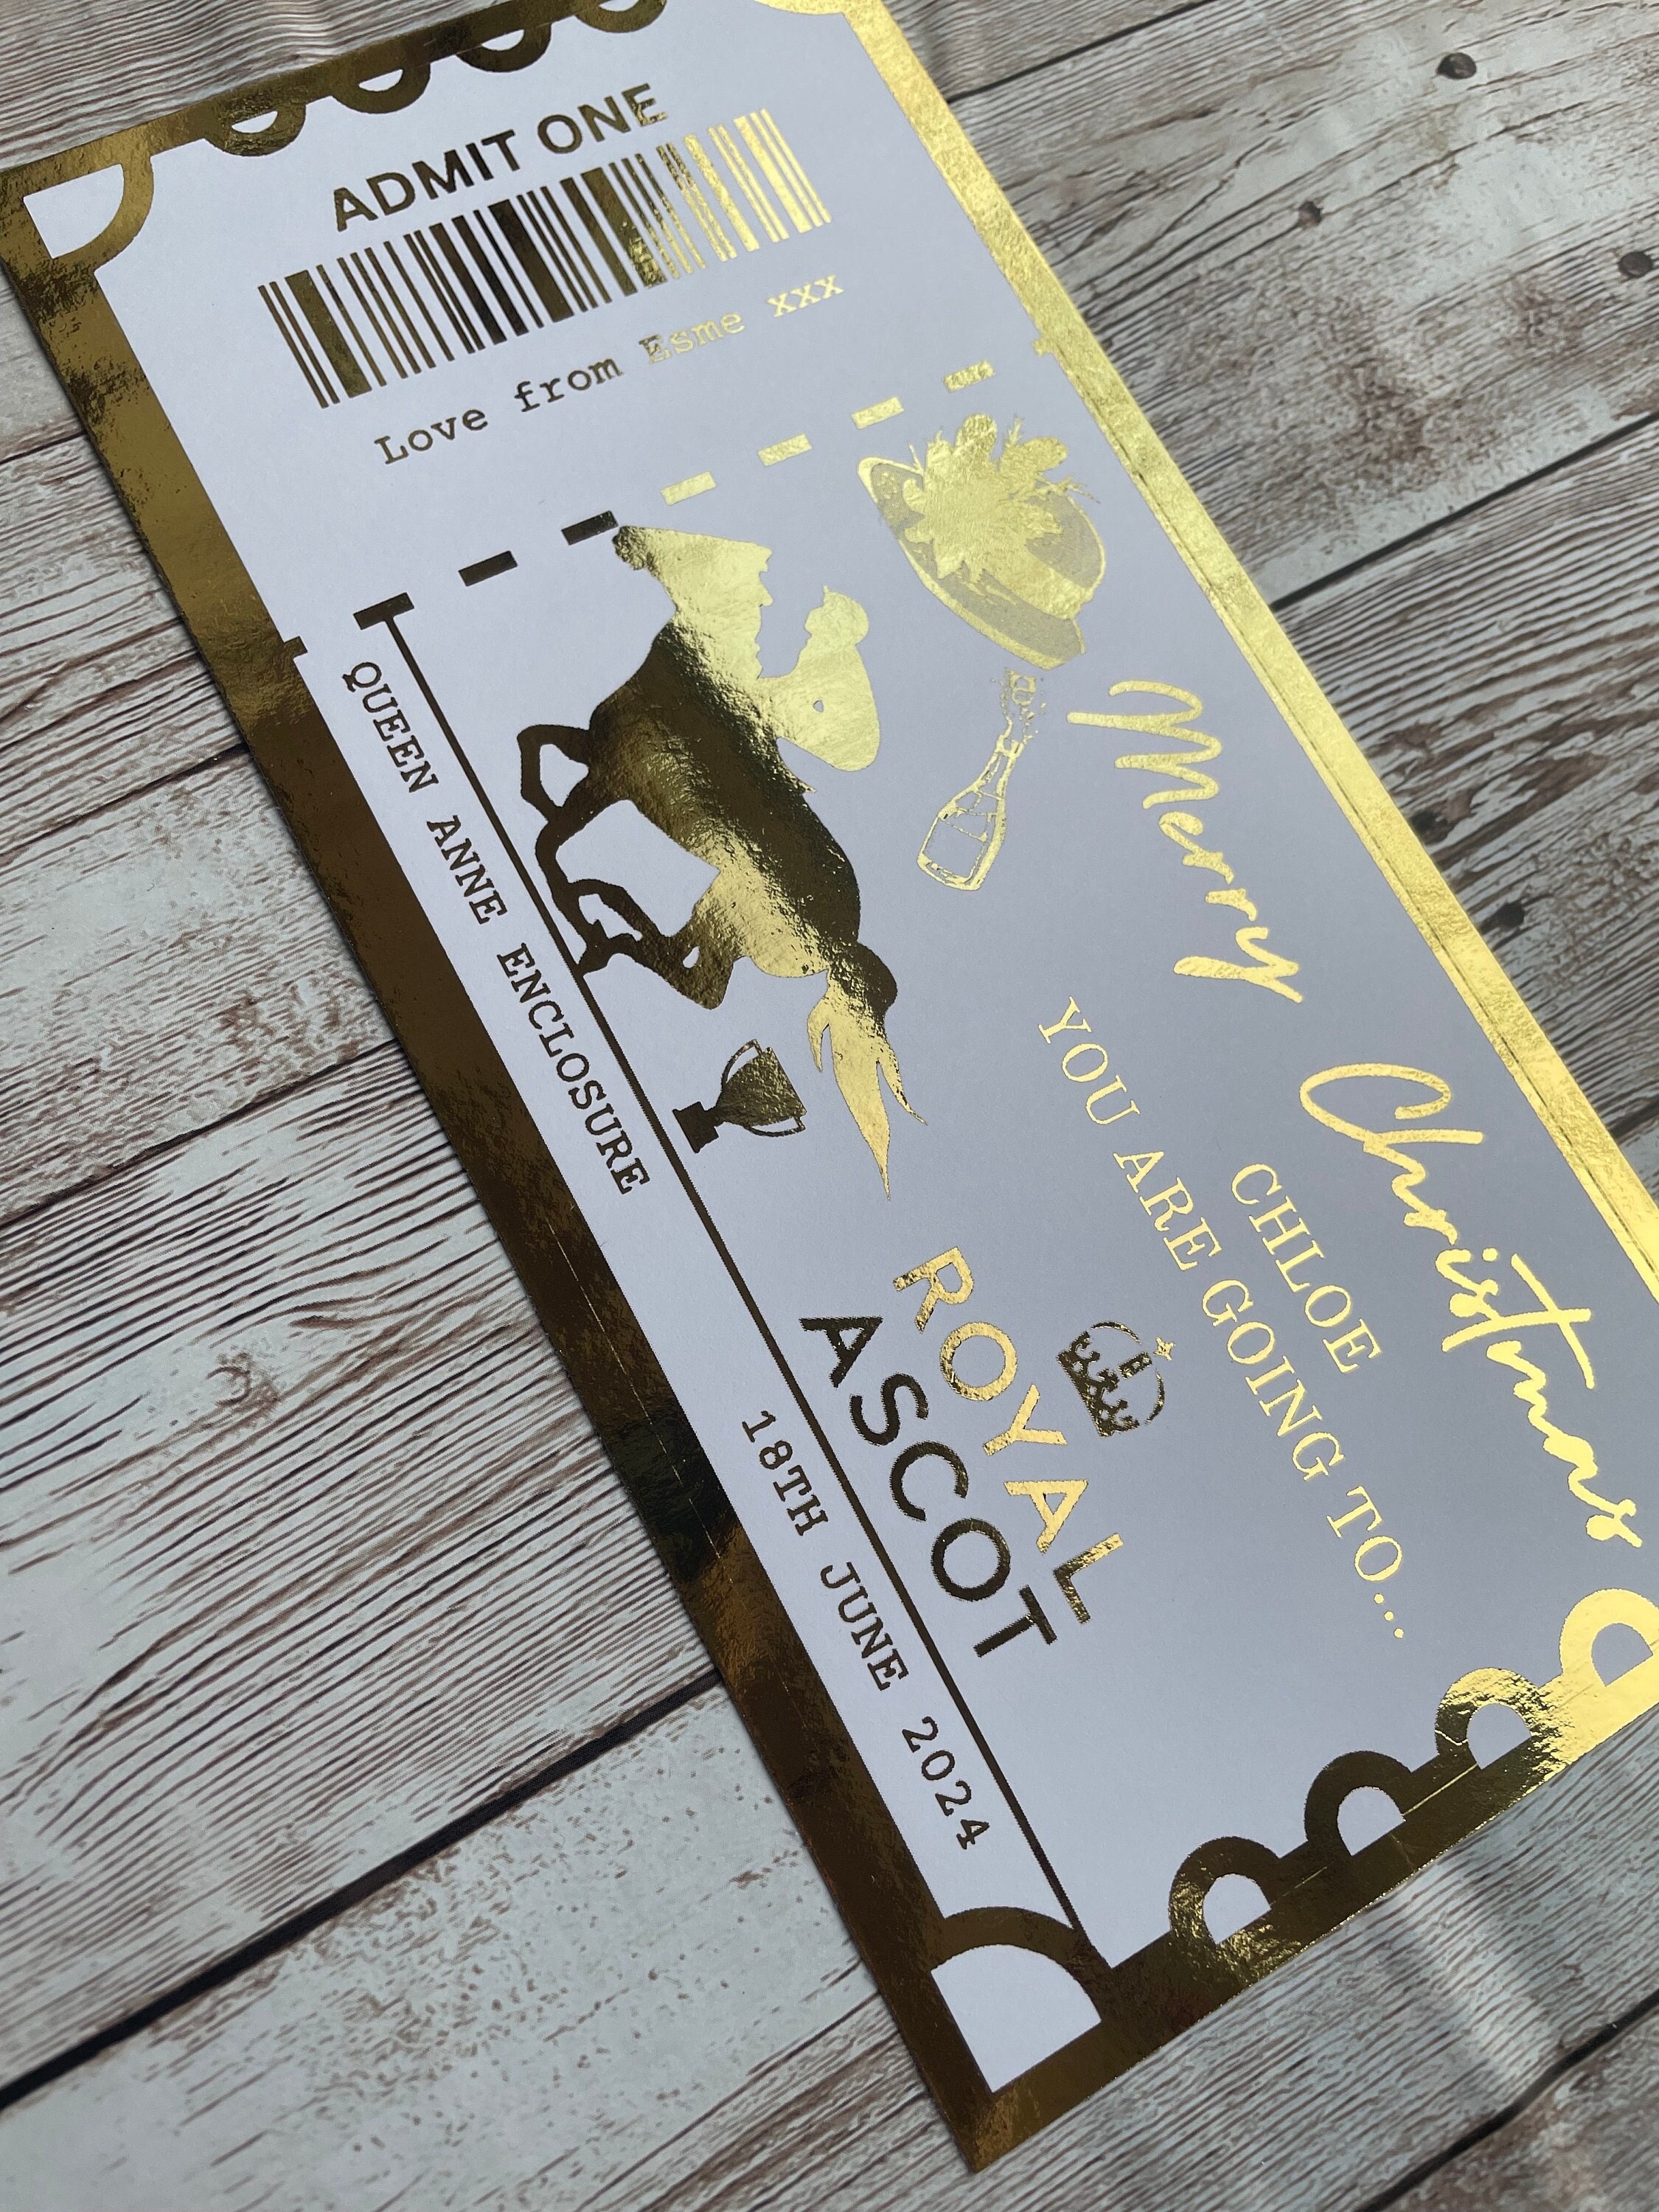 Merry Christmas
CHLOE
YOU ARE GOING TO...
ROYAL
ASCOT
QUEEN ANNE ENCLOSURE
18TH JUNE 2024
ADMIT ONE
Love from Esme xxx